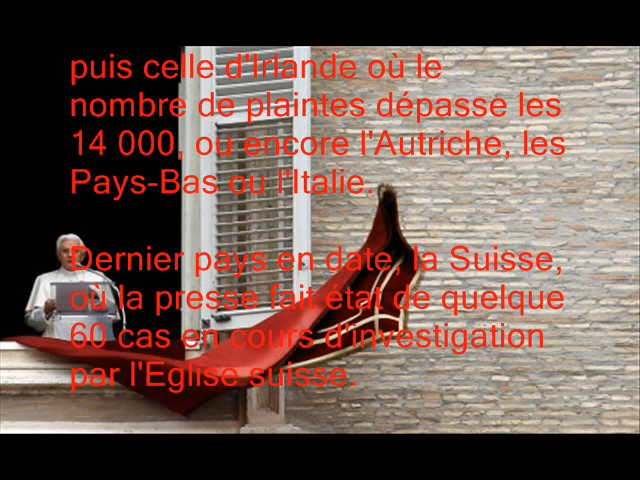 puis celle d'Irlande où le
nombre de plaintes dépasse les
14 000, ou encore l'Autriche, les
Pays-Bas ou l'Italie.
Dernier pays en date, la Suisse,
où la presse fait état de quelque
60 cas en cours d'investigation
par l'Eglise suisse.